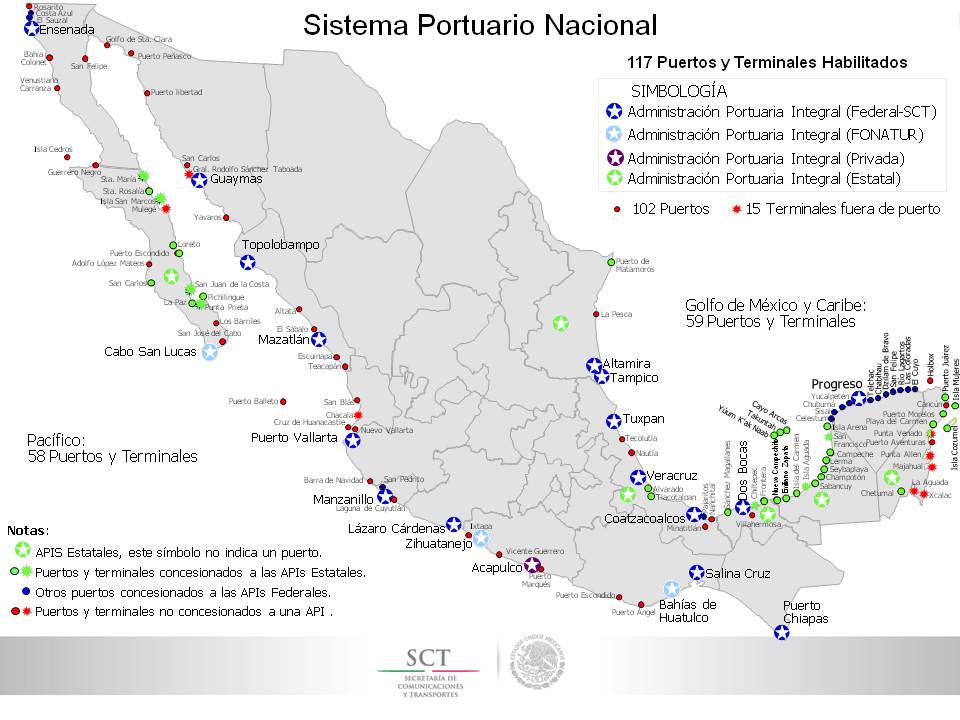 Sistema Portuario Nacional
117 Puertos y Terminales Habilitados
SIMBOLOGÍA
Administración Portuaria Integral (Federal-SCT)
Administración Portuaria Integral (FONATUR)
Administración Portuaria Integral (Privada)
Administración Portuaria Integral (Estatal)
102 Puertos
15 Terminales fuera de puerto
Rosarito
Costa Azul
El Sauzal
Ensenada
Golfo de Sta. Clara
Bahía
Colonet
San Felipe
Puerto Peñasco
Venustiano
Carranza
Puerto libertad
Isla Cedros
Guerrero Negro
San Carlos
Gral. Rodolfo Sánchez Taboada
Guaymas
Sta. María
Sta. Rosalía
Isla San Marcos
Mulegé
Yavaros
Topolobampo
Loreto
Puerto Escondido
Adolfo López Mateos
San Carlos
San Juan de la Costa
Pichilingue
La Paz
Punta Prieta
Los Barriles
San José del Cabo
Cabo San Lucas
Altata
El Sábalo
Mazatlán
Escuinapa
Teacapán
Puerto Balleto
San Blás
Chacala
Cruz de Huanacastle
Nuevo Vallarta
Puerto Vallarta
Pacífico:
58 Puertos y Terminales
Barra de Navidad
San Pedrito
Manzanillo
Laguna de Cuyutlán
Lázaro Cárdenas
Ixtapa
Zihuatanejo
Vicente Guerrero
Acapulco
Puerto
Marqués
Puerto Escondido
Puerto Angel
Bahías de
Huatulco
Salina Cruz
Puerto
Chiapas
Puerto de
Matamoros
La Pesca
Golfo de México y Caribe:
59 Puertos y Terminales
Altamira
Tampico
Tuxpan
Tecolutla
Nautla
Veracruz
Alvarado
Tlacotalpan
Coatzacoalcos
Pajaritos
Nanchital
Minatitlán
Sánchez Magallanes
Dos Bocas
Chiltepec
Frontera
Villahermosa
Nuevo Campechito
Emiliano Zapata
Isla del Carmen
Isla Aguada
Cayo Arcas
Takuntah
Yúum K'ak Naab
Sabancuy
Champotón
Seybaplaya
Lerma
Campeche
San
Francisco
Isla Arena
Celestum
Sisal
Chuburná
Yucalpetén
Progreso
Telchac
Chabihau
Dzilam de Bravo
San Felipe
Río Lagartos
Las Coloradas
El Cuyo
Holbox
Puerto Juárez
Isla Mujeres
Cancún
Puerto Morelos
Playa del Carmen
Punta Venado
Puerto Aventuras
Isla Cozumel
Punta Allen
Majahual
La Aguada
Chetumal
Xcalac
Notas:
APIS Estatales, este símbolo no indica un puerto.
Puertos y terminales concesionados a las APIs Estatales.
Otros puertos concesionados a las APIs Federales.
Puertos y terminales no concesionados a una API .
SCT
SECRETARÍA DE
COMUNICACIONES
Y TRANSPORTES